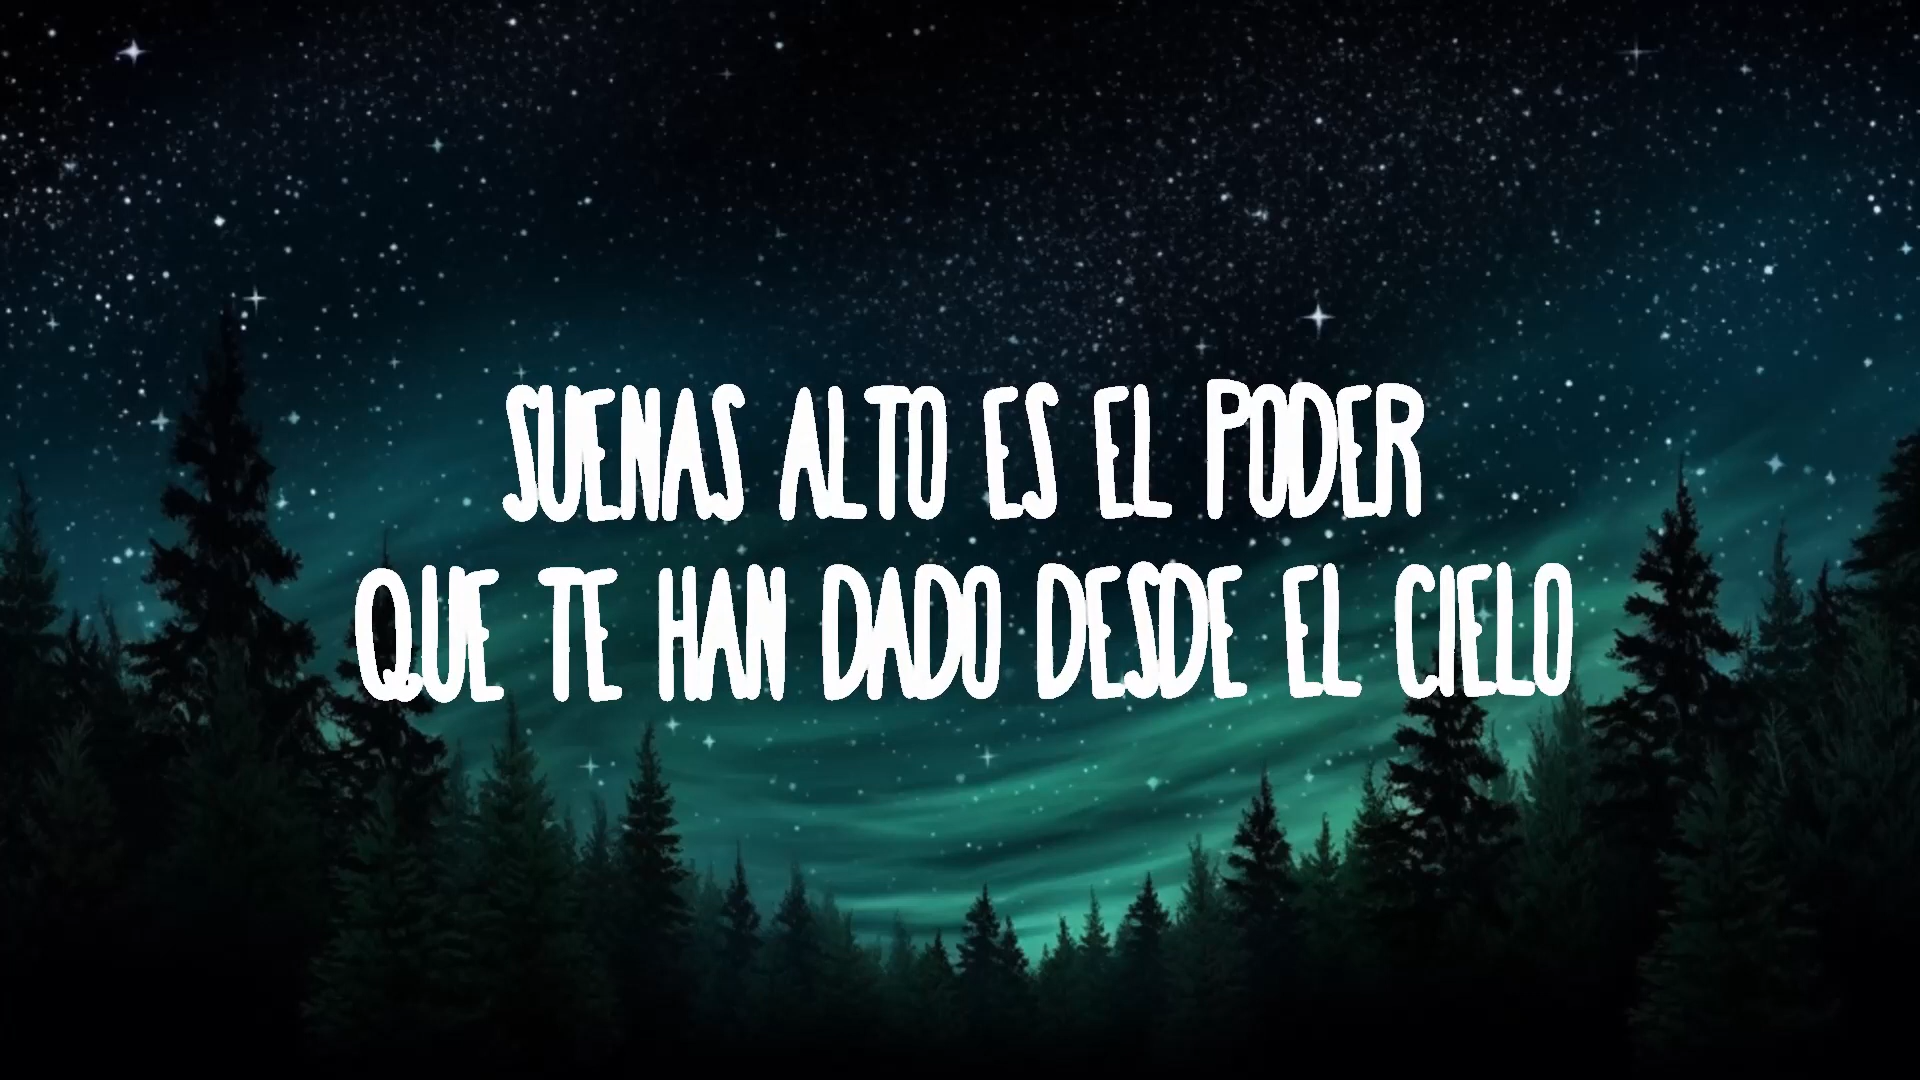 SUENAS ALTO ES EL PODER
QUE TE HAN DADO DESDE EL CIELO